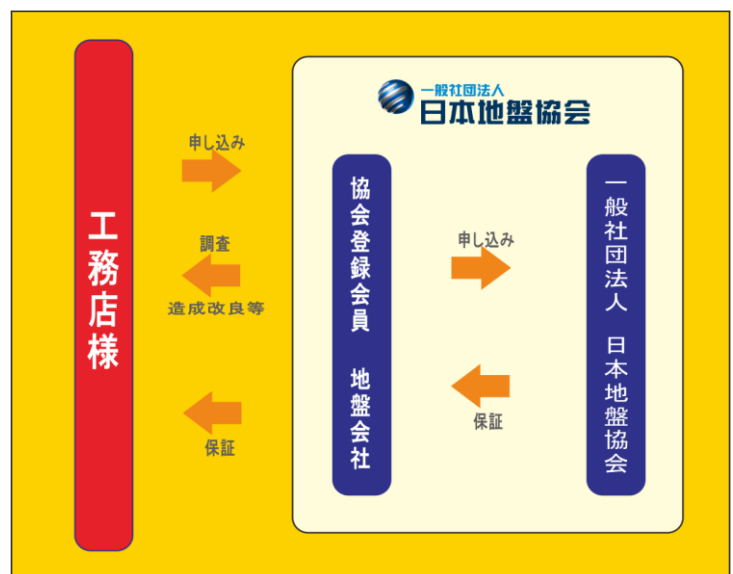 一般社団法人
日本地盤協会
工務店様
申し込み
調査
造成改良等
保証
協会登録会員 地盤会社
申し込み
保証
一般社団法人 日本地盤協会